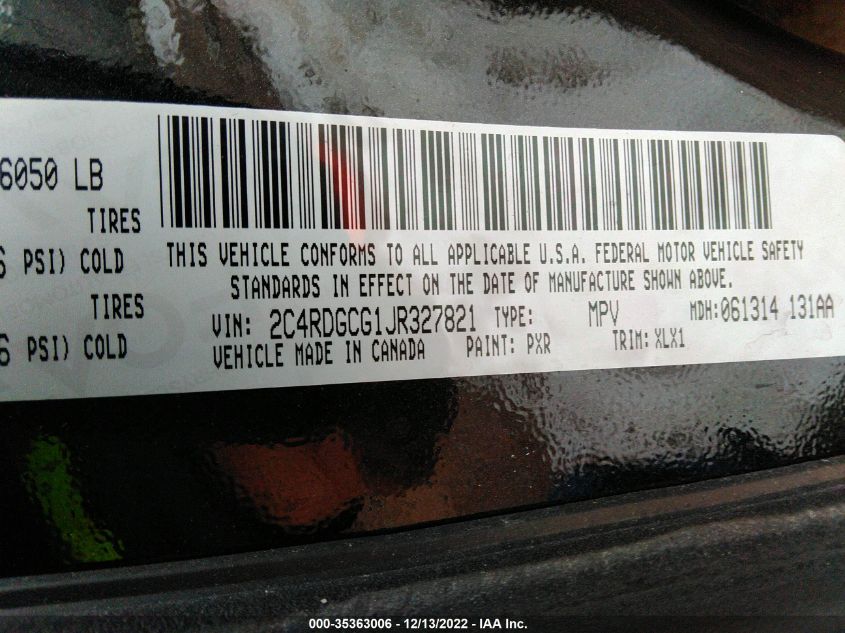 6050 LB
TIRES
PSI) COLD
TIRES
PSI) COLD
THIS VEHICLE CONFORMS TO ALL APPLICABLE U.S.A. FEDERAL MOTOR VEHICLE SAFETY
STANDARDS IN EFFECT ON THE DATE OF MANUFACTURE SHOWN ABOVE.
VIN: 2C4RDGCG1JR327821 TYPE: MPV MDH: 061314 131AA
VEHICLE MADE IN CANADA PAINT: PXR TRIM: XLX1
000-35363006 - 12/13/2022 - IAA Inc.